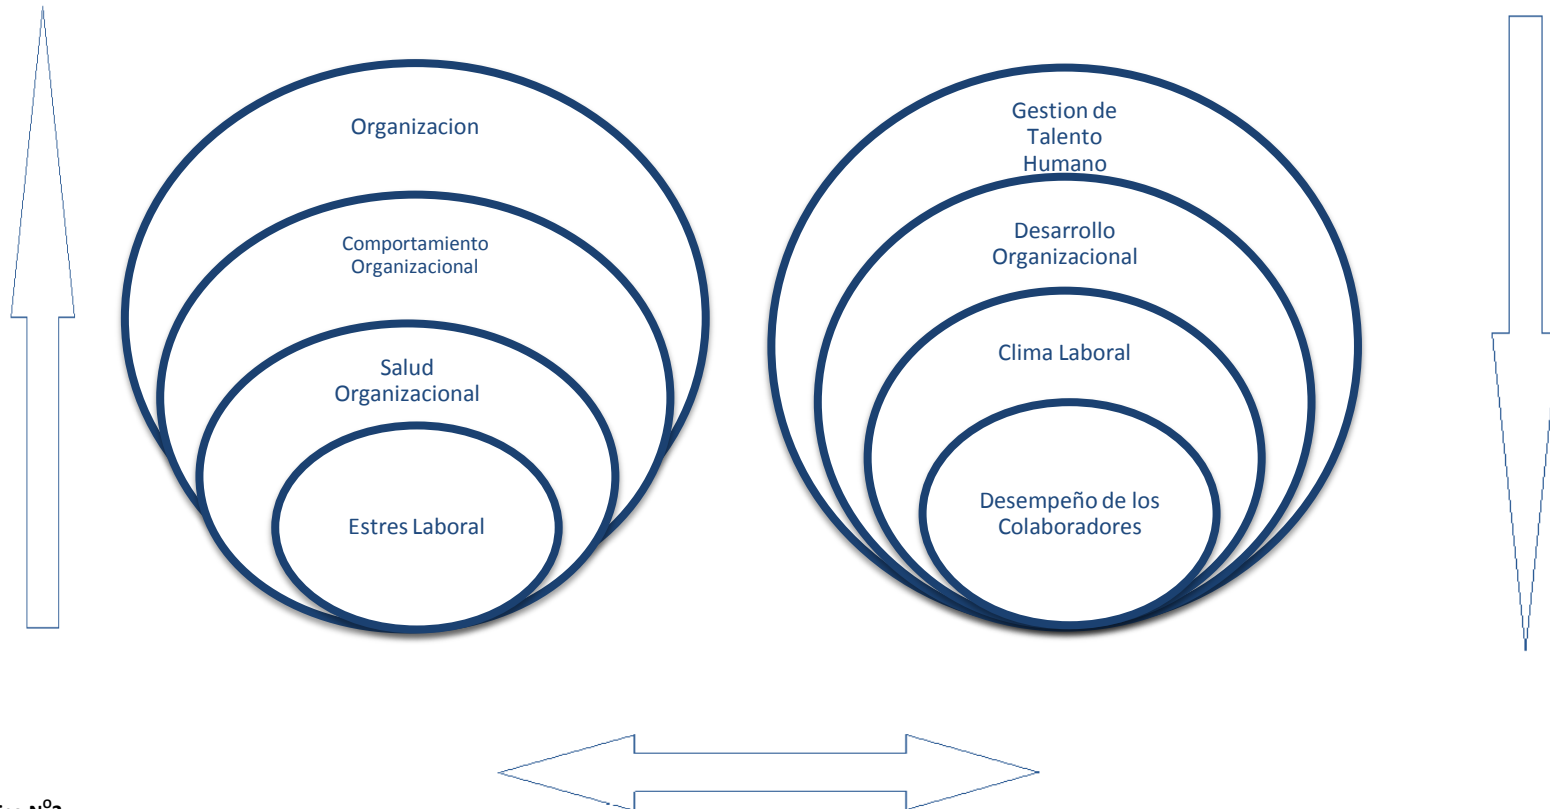 Organizacion
Comportamiento
Organizacional
Salud
Organizacional
Estres Laboral
Gestion de
Talento
Humano
Desarrollo
Organizacional
Clima Laboral
Desempeño de los
Colaboradores